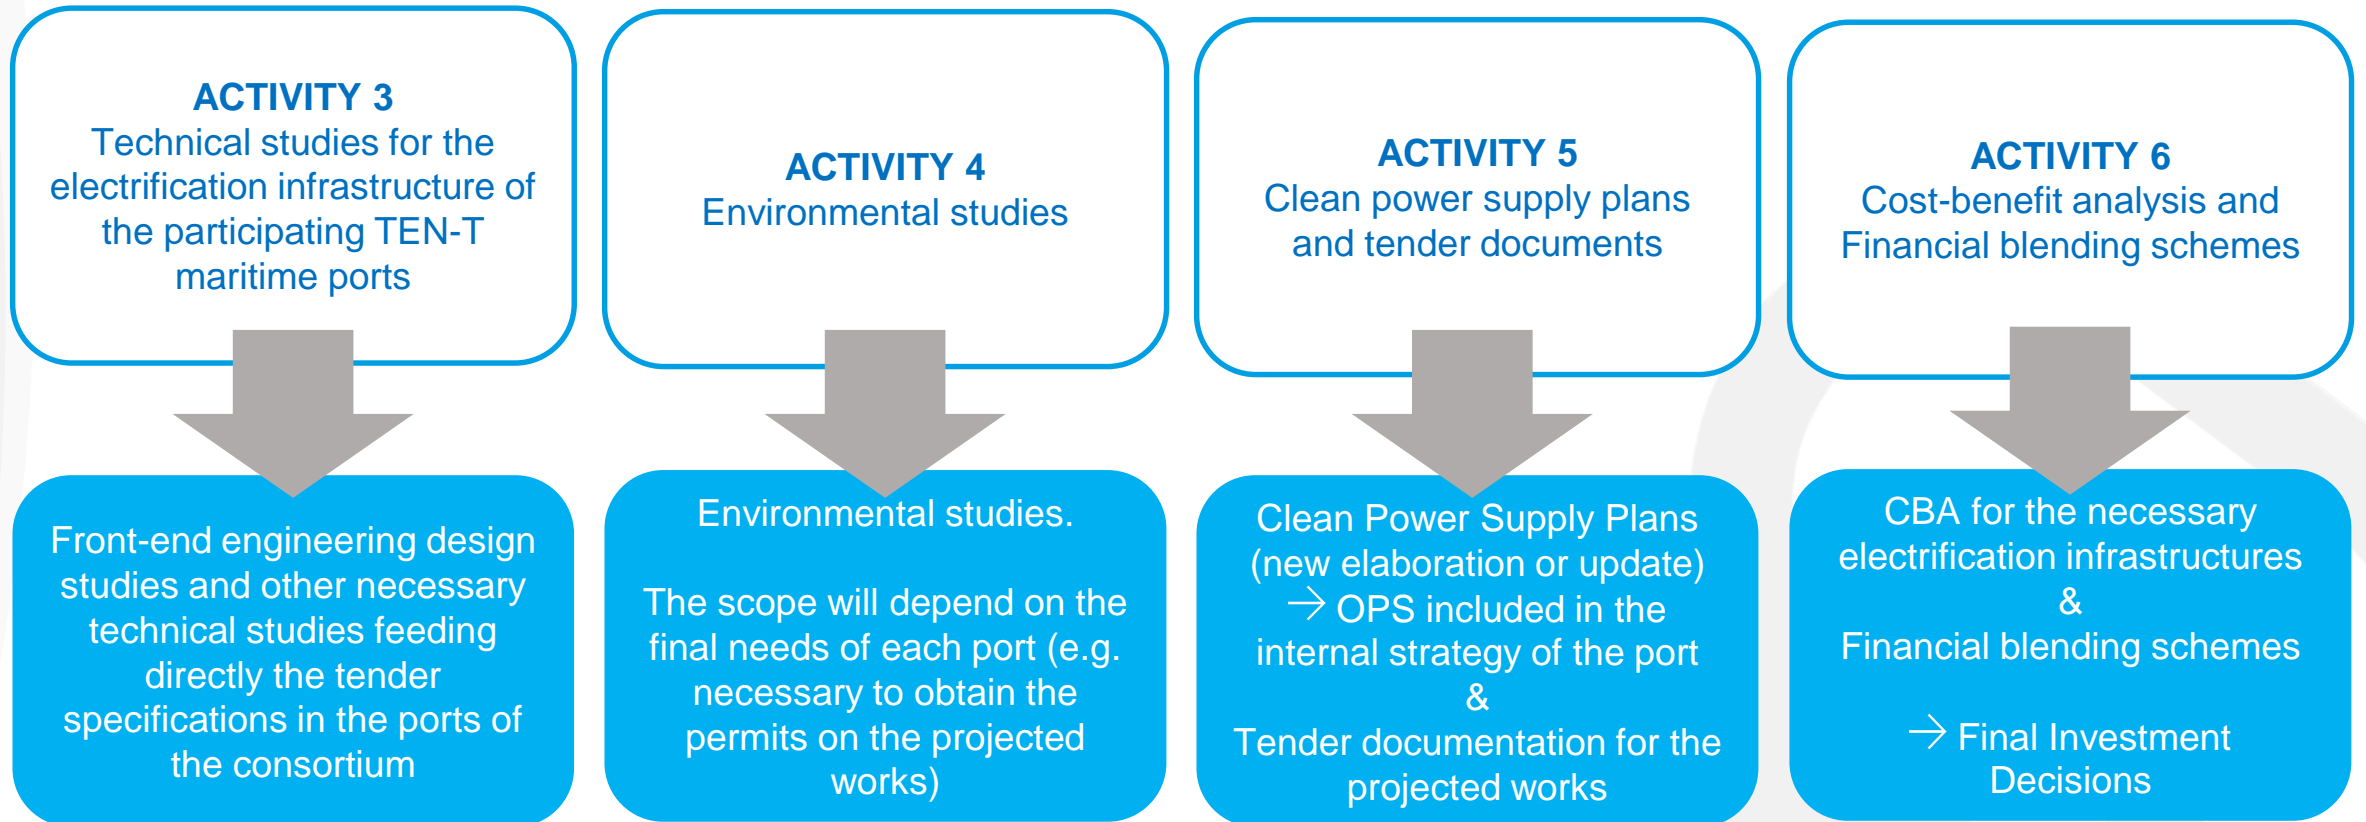 ACTIVITY 3
Technical studies for the
electrification infrastructure of
the participating TEN-T
maritime ports
ACTIVITY 4
Environmental studies
ACTIVITY 5
Clean power supply plans
and tender documents
ACTIVITY 6
Cost-benefit analysis and
Financial blending schemes
Front-end engineering design
studies and other necessary
technical studies feeding
directly the tender
specifications in the ports of
the consortium
Environmental studies.
The scope will depend on the
final needs of each port (e.g.
necessary to obtain the
permits on the projected
works)
Clean Power Supply Plans
(new elaboration or update)
→ OPS included in the
internal strategy of the port
&
Tender documentation for the
projected works
CBA for the necessary
electrification infrastructures
&
Financial blending schemes
→ Final Investment
Decisions